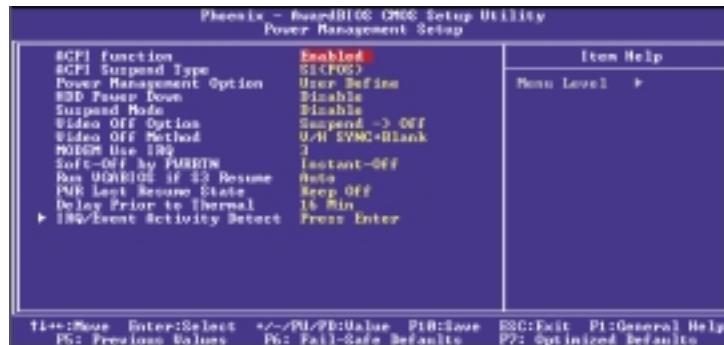 Phoenix - AwardBIOS CMOS Setup Utility
Power Management Setup
ACPI function Enabled
ACPI Suspend Type S1(POS)
Power Management Option User Define
HDD Power Down Disable
Suspend Mode Disable
Video Off Option Suspend -> Off
Video Off Method V/H SYNC+Blank
MODEM Use IRQ 3
Soft-Off by PWRBTN Instant-Off
Run VGABIOS if S3 Resume Auto
PWR Lost Resume State Keep Off
Delay Prior to Thermal 16 Min
▶ IRQ/Event Activity Detect Press Enter
Item Help
Menu Level ▶
↑↓→←:Move Enter:Select +/-/PU/PD:Value F10:Save ESC:Exit F1:General Help
F5: Previous Values F6: Fail-Safe Defaults F7: Optimized Defaults